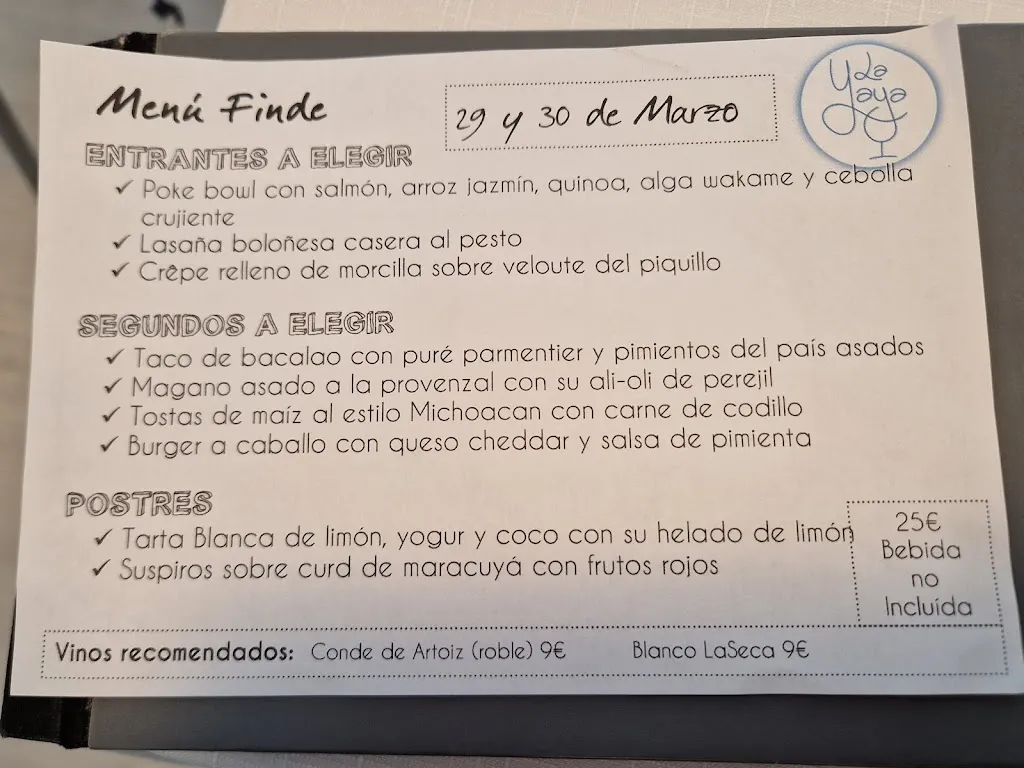 Menú Finde
29 y 30 de Marzo
La
Yaya
ENTRANTES A ELEGIR
✓ Poke bowl con salmón, arroz jazmín, quinoa, alga wakame y cebolla
crujiente
✓ Lasaña boloñesa casera al pesto
✓ Crêpe relleno de morcilla sobre veloute del piquillo
SEGUNDOS A ELEGIR
✓ Taco de bacalao con puré parmentier y pimientos del país asados
✓ Magano asado a la provenzal con su ali-oli de perejil
✓ Tostas de maíz al estilo Michoacan con carne de codillo
✓ Burger a caballo con queso cheddar y salsa de pimienta
POSTRES
✓ Tarta Blanca de limón, yogur y coco con su helado de limón
✓ Suspiros sobre curd de maracuyá con frutos rojos
25€
Bebida
no
Incluída
Vinos recomendados: Conde de Artoiz (roble) 9€ Blanco LaSeca 9€